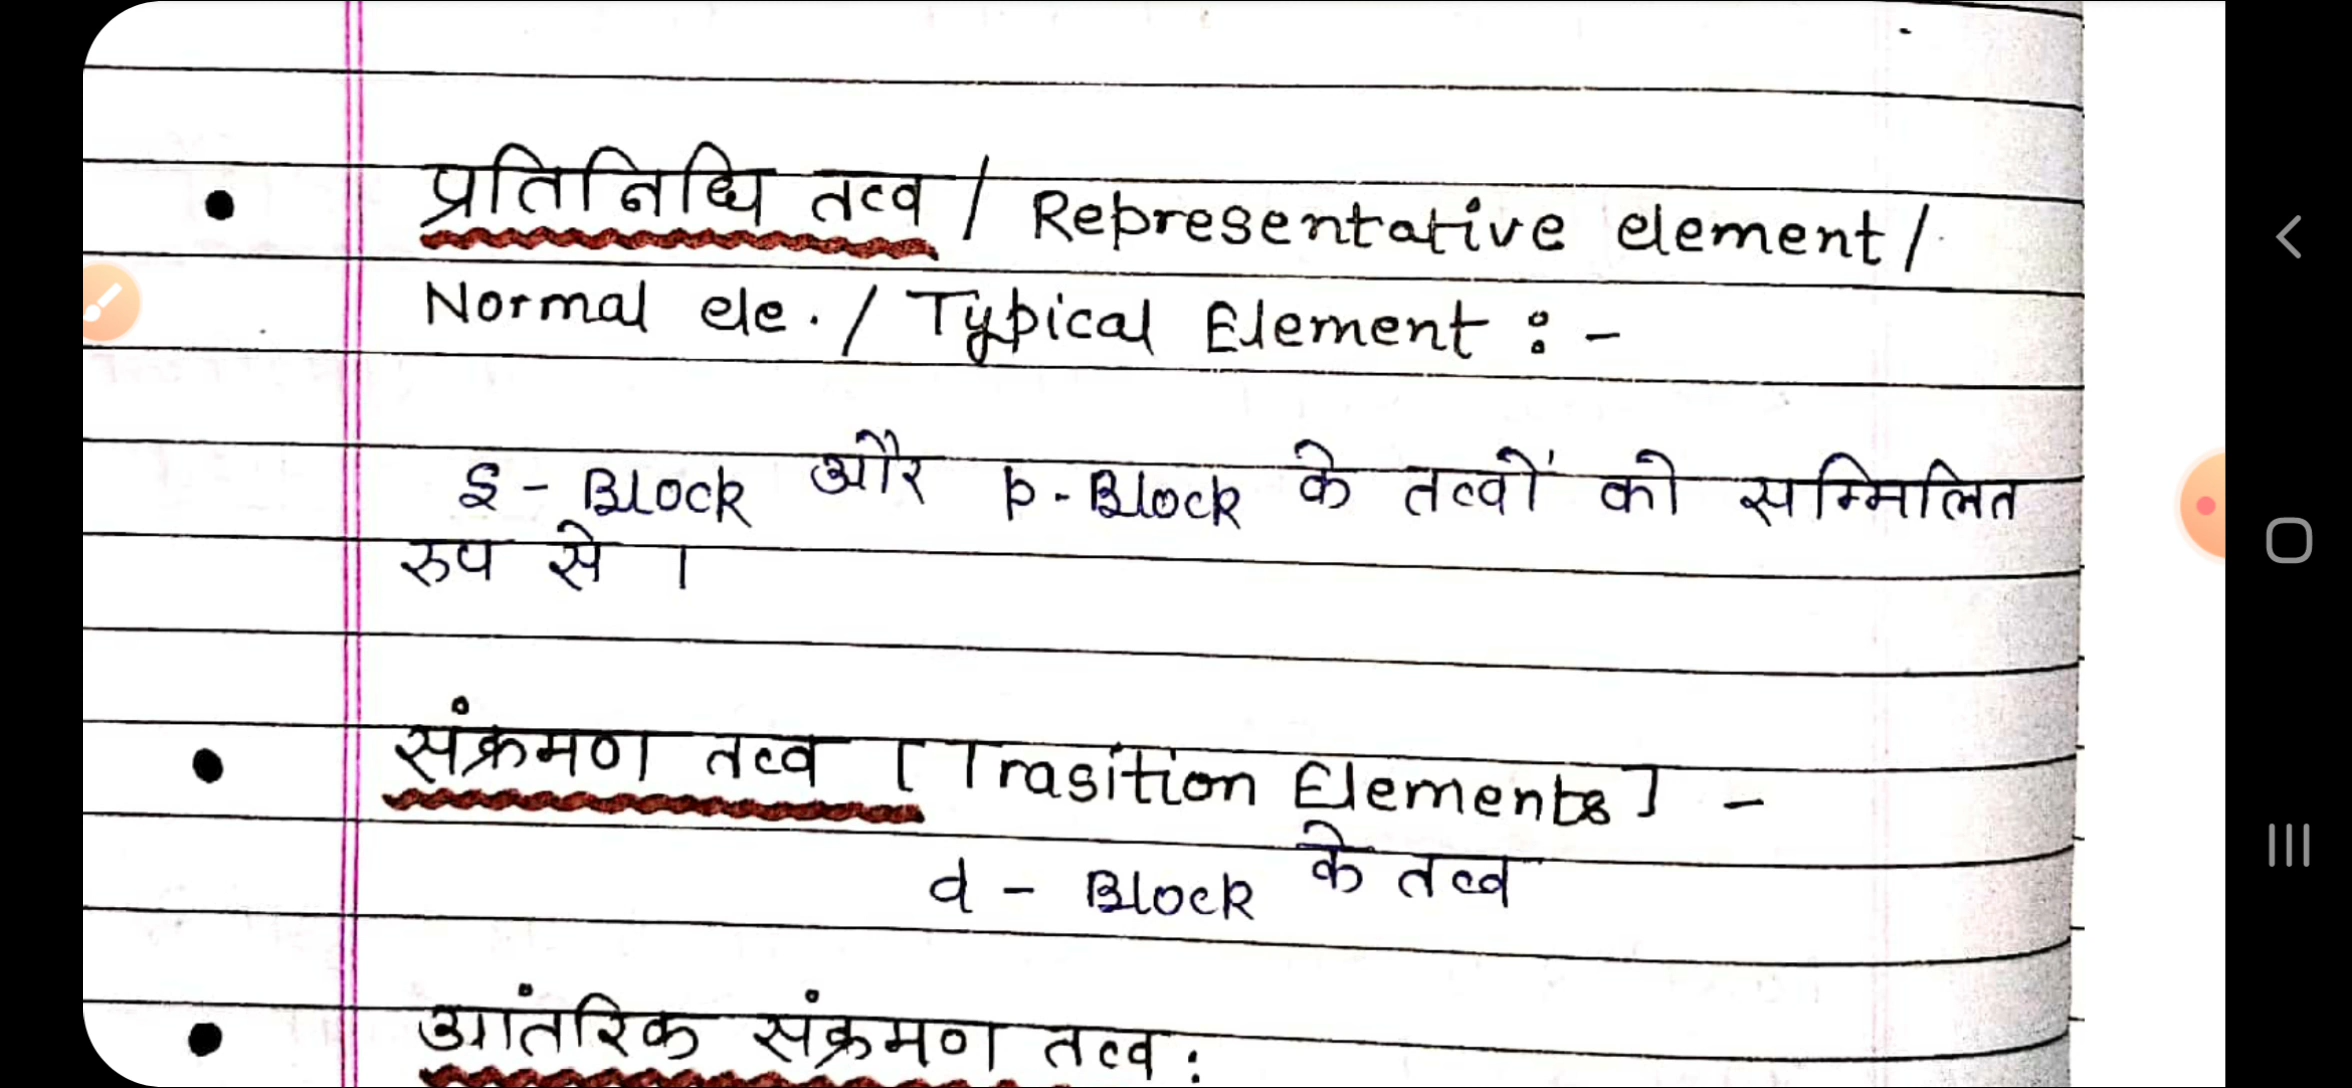 प्रतिनिधि तत्व / Representative element /
Normal ele. / Typical Element : -
s - Block और p - Block के तत्वों को सम्मिलित
रुप से ।
संक्रमण तत्व [ Trasition Elements ] -
d - Block के तत्व
आंतरिक संक्रमण तत्व :